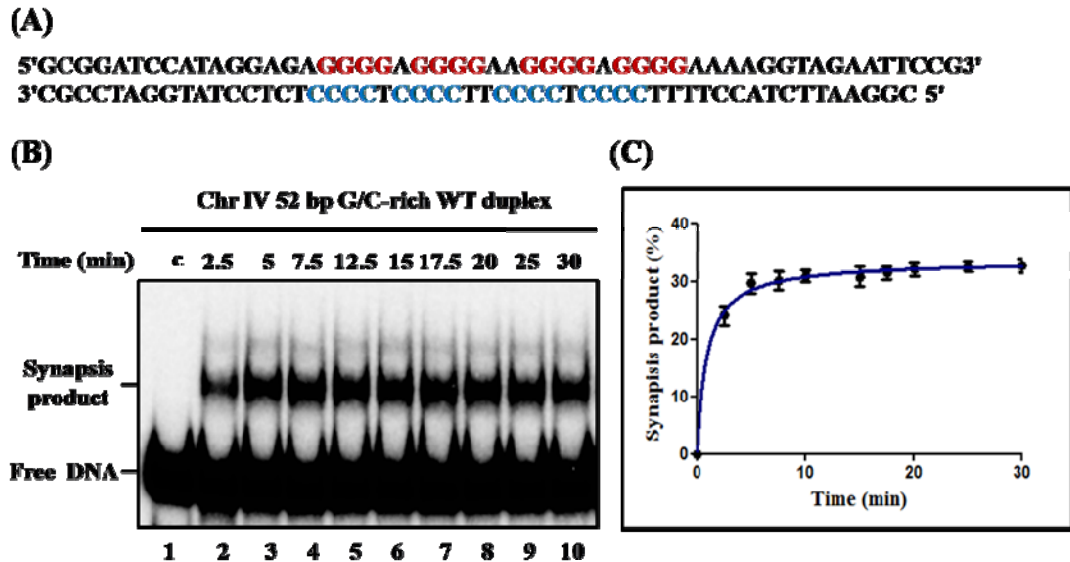 (A)
5'GCGGATCCATAGGAGAGGGGAGGGGAAGGGGAGGGGAAAAGGTAGAATTCCG3'
3'CGCCTAGGTATCCTCTCCCCTCCCCTTCCCCTCCCCTTTTCCATCTTAAGGC 5'
(B)
Chr IV 52 bp G/C-rich WT duplex
Time (min) c 2.5 5 7.5 12.5 15 17.5 20 25 30
Synapsis
product
Free DNA
1 2 3 4 5 6 7 8 9 10
(C)
Synapisis product (%)
40
30
20
10
0
0 10 20 30
Time (min)